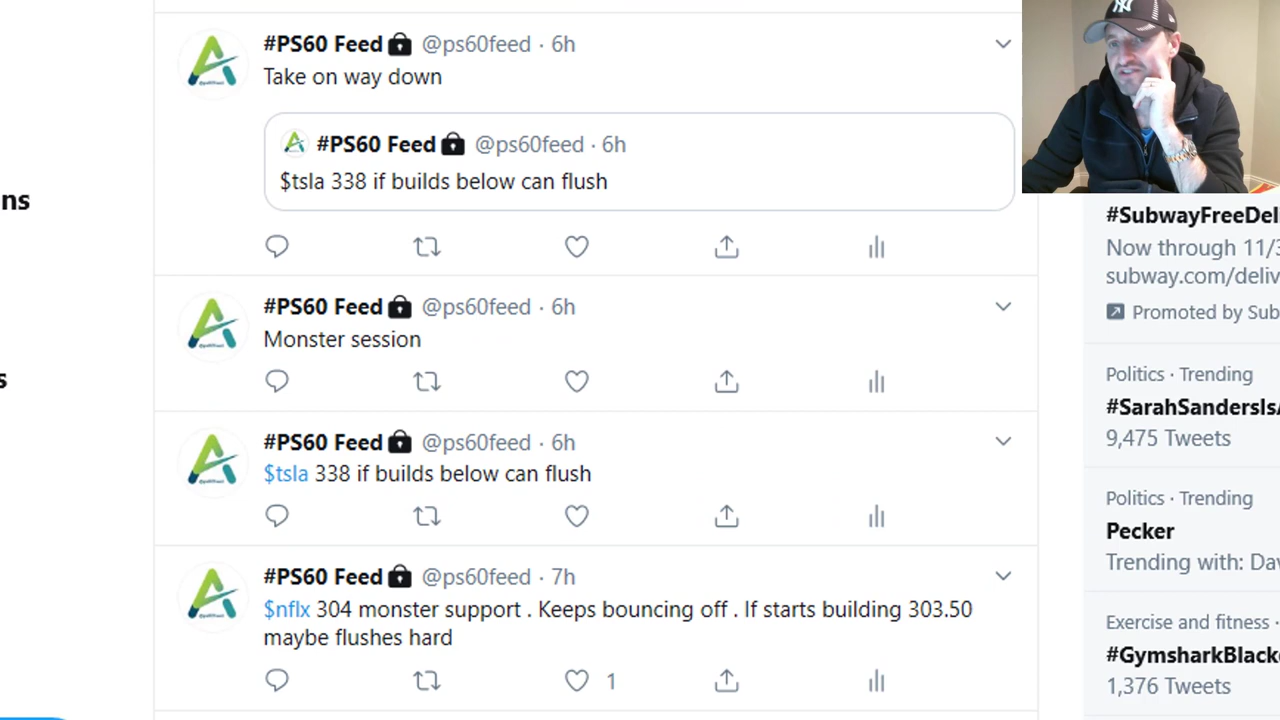 #PS60 Feed @ps60feed · 6h
Take on way down
#PS60 Feed @ps60feed · 6h
$tsla 338 if builds below can flush
#PS60 Feed @ps60feed · 6h
Monster session
#PS60 Feed @ps60feed · 6h
$tsla 338 if builds below can flush
#PS60 Feed @ps60feed · 7h
$nflx 304 monster support . Keeps bouncing off . If starts building 303.50
maybe flushes hard
1
ns
s
NY
#SubwayFreeDel
Now through 11/3
subway.com/deliv
Promoted by Sub
Politics · Trending
#SarahSandersIsA
9,475 Tweets
Politics · Trending
Pecker
Trending with: Dav
Exercise and fitness ·
#GymsharkBlack
1,376 Tweets